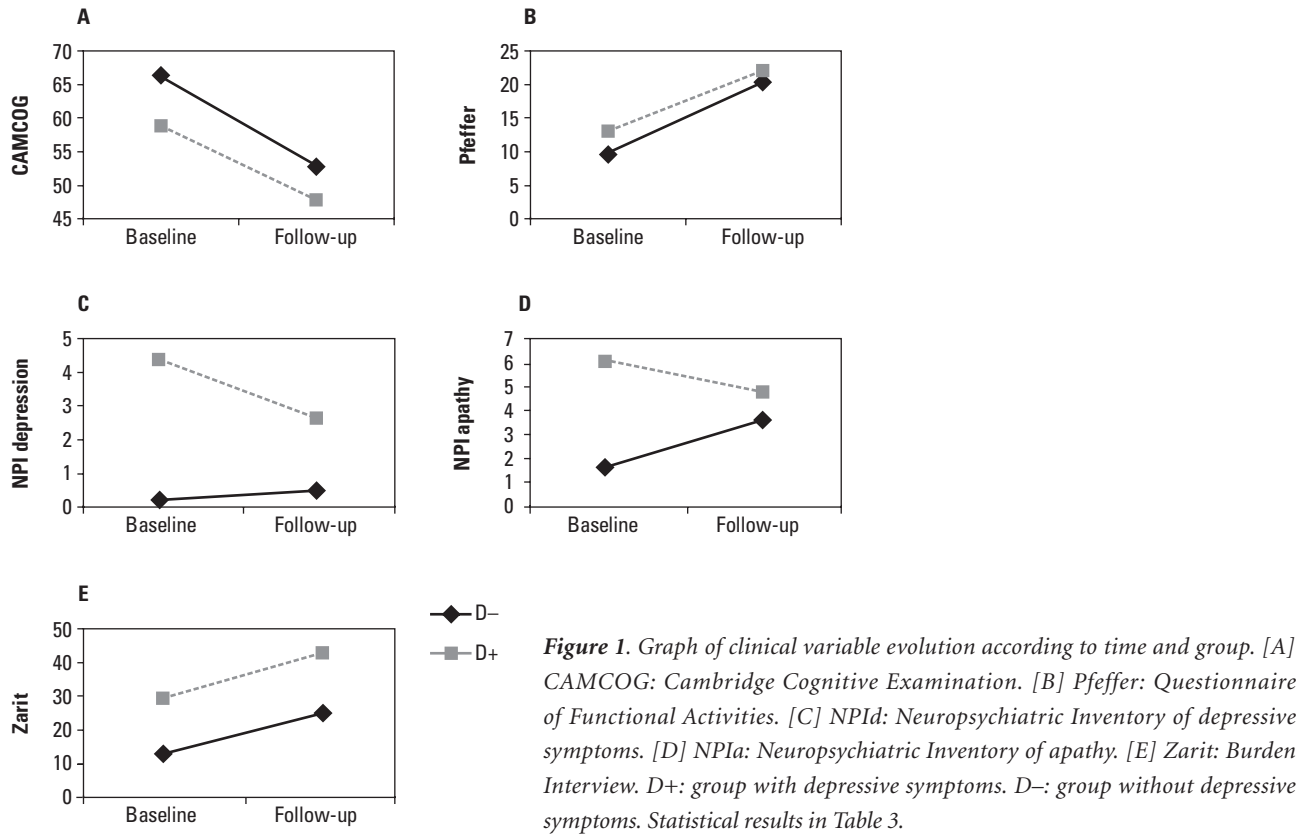 A
CAMCOG
70
65
60
55
50
45
Baseline
Follow-up
B
Pfeffer
25
20
15
10
5
0
Baseline
Follow-up
C
NPI depression
5
4
3
2
1
0
Baseline
Follow-up
D
NPI apathy
7
6
5
4
3
2
1
0
Baseline
Follow-up
E
Zarit
50
40
30
20
10
0
Baseline
Follow-up
D–
D+
Figure 1. Graph of clinical variable evolution according to time and group. [A]
CAMCOG: Cambridge Cognitive Examination. [B] Pfeffer: Questionnaire
of Functional Activities. [C] NPId: Neuropsychiatric Inventory of depressive
symptoms. [D] NPIa: Neuropsychiatric Inventory of apathy. [E] Zarit: Burden
Interview. D+: group with depressive symptoms. D–: group without depressive
symptoms. Statistical results in Table 3.